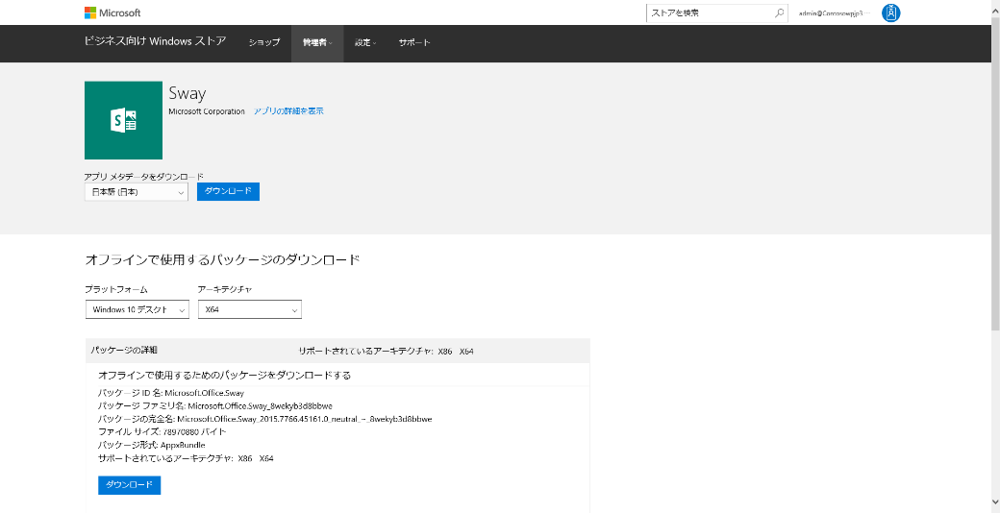 Microsoft
ストアを検索
admin@Contosowpjp3
ビジネス向け Windows ストア
ショップ
管理者
設定
サポート
Sway
Microsoft Corporation アプリの詳細を表示
アプリ メタデータをダウンロード
日本語 (日本)
ダウンロード
オフラインで使用するパッケージのダウンロード
プラットフォーム
アーキテクチャ
Windows 10 デスクト
X64
パッケージの詳細
サポートされているアーキテクチャ: X86 X64
オフラインで使用するためのパッケージをダウンロードする
パッケージ ID 名: Microsoft.Office.Sway
パッケージ ファミリ名: Microsoft.Office.Sway_8wekyb3d8bbwe
パッケージの完全名: Microsoft.Office.Sway_2015.7766.45161.0_neutral_~_8wekyb3d8bbwe
ファイル サイズ: 78970880 バイト
パッケージ形式: AppxBundle
サポートされているアーキテクチャ: X86 X64
ダウンロード